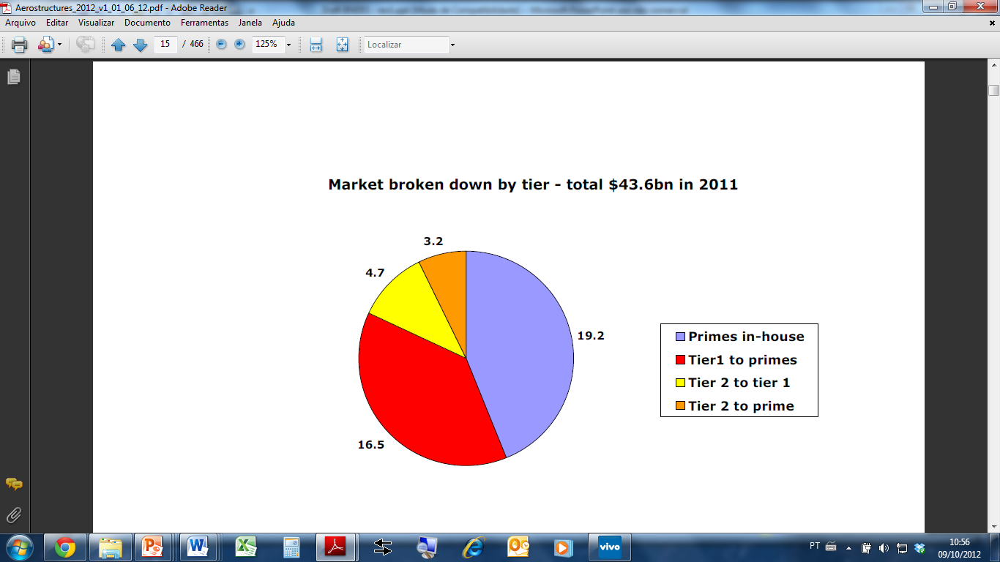 Aerostructures_2012_v1_01_06_12.pdf - Adobe Reader
Arquivo Editar Visualizar Documento Ferramentas Janela Ajuda
15 / 466 125% Localizar
Market broken down by tier - total $43.6bn in 2011
3.2
4.7
19.2
16.5
Primes in-house
Tier1 to primes
Tier 2 to tier 1
Tier 2 to prime
vivo
PT
10:56
09/10/2012